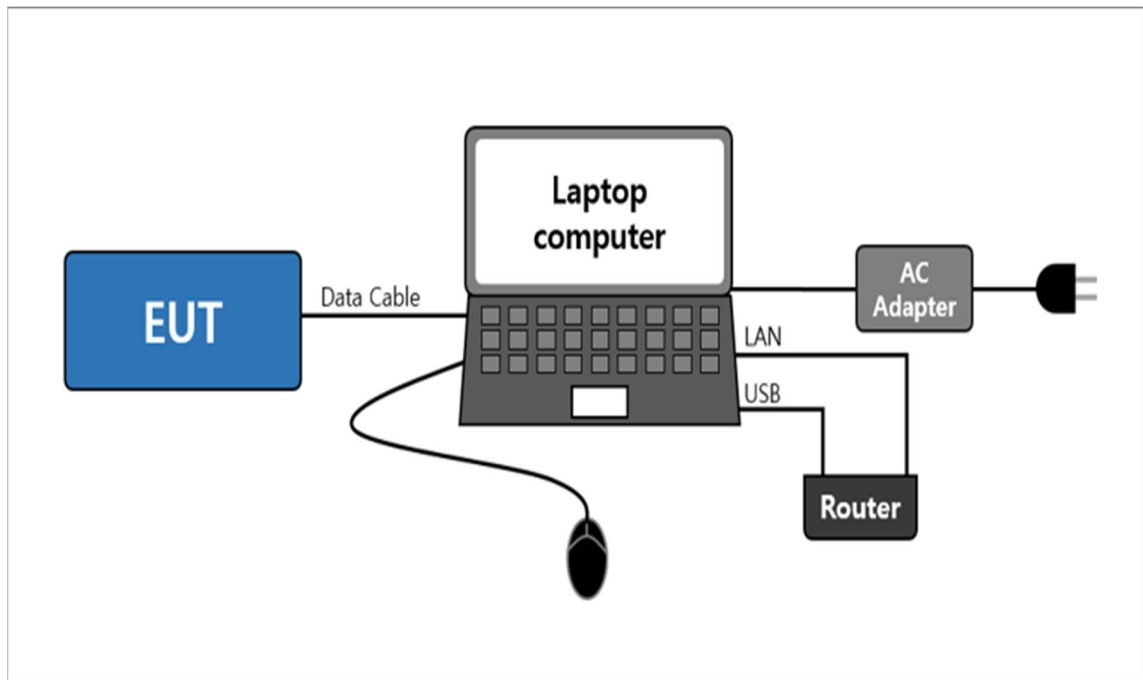 Laptop
computer
EUT
Data Cable
AC
Adapter
LAN
USB
Router